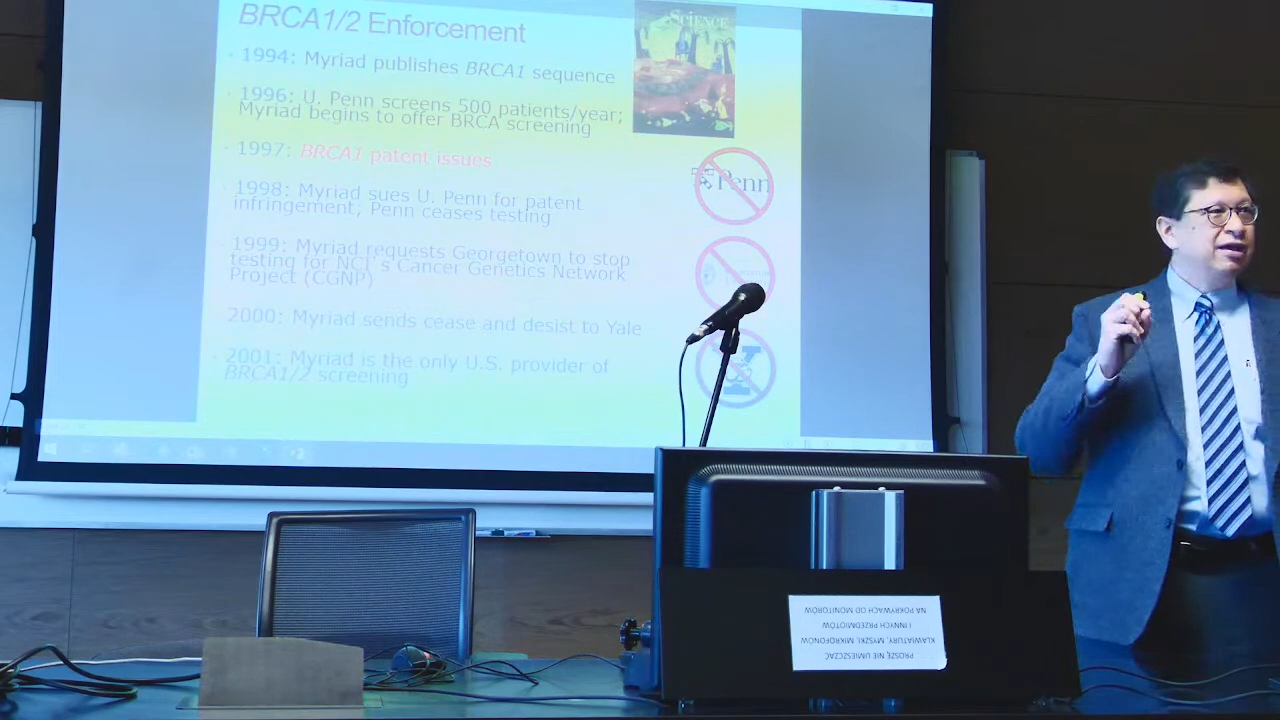 BRCA1/2 Enforcement
SCIENCE
1994: Myriad publishes BRCA1 sequence
1996: U. Penn screens 500 patients/year;
Myriad begins to offer BRCA screening
1997: BRCA1 patent issues
Penn
1998: Myriad sues U. Penn for patent
infringement; Penn ceases testing
1999: Myriad requests Georgetown to stop
testing for NCI's Cancer Genetics Network
Project (CGNP)
2000: Myriad sends cease and desist to Yale
2001: Myriad is the only U.S. provider of
BRCA1/2 screening
PROSZĘ NIE UMIESZCZAĆ
KLAWIATURY, MYSZKI, MIKROFONÓW
I INNYCH PRZEDMIOTÓW
NA POKRYWACH OD MONITORÓW